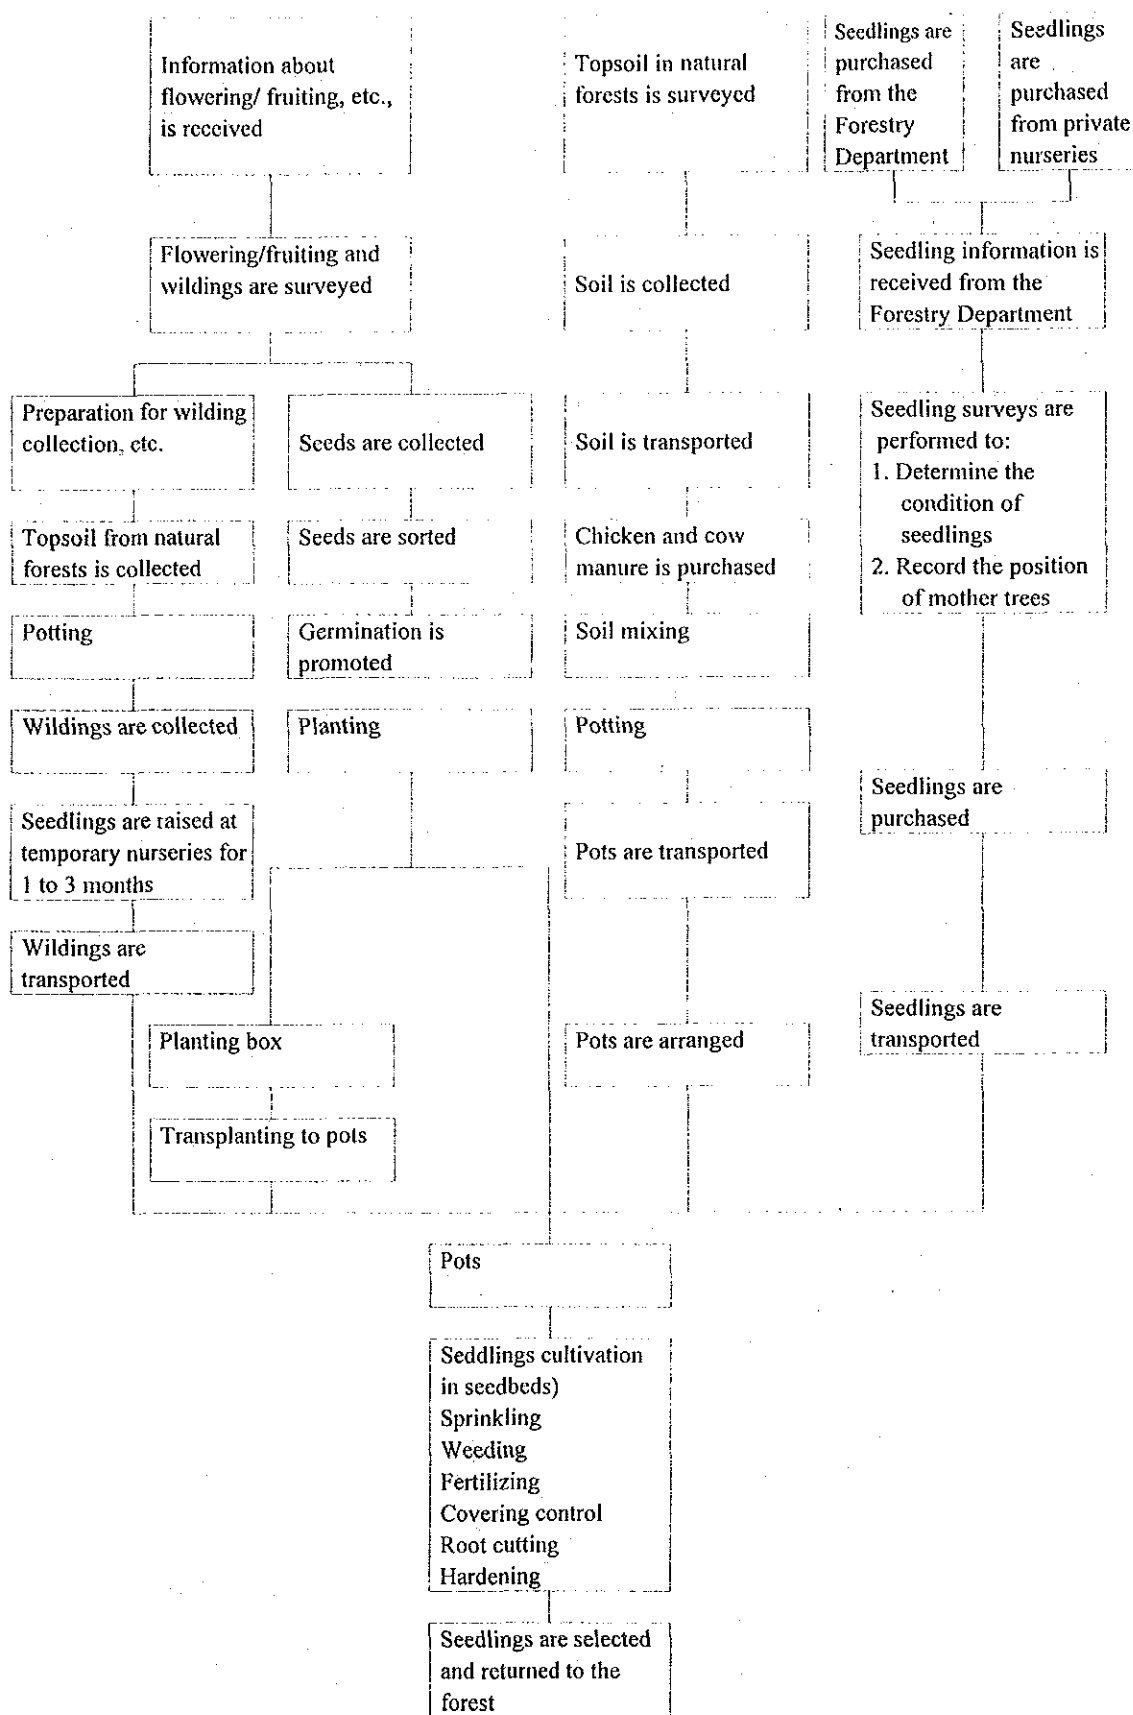 Information about
flowering/ fruiting, etc.,
is received
Topsoil in natural
forests is surveyed
Seedlings are
purchased
from the
Forestry
Department
Seedlings
are
purchased
from private
nurseries
Flowering/fruiting and
wildings are surveyed
Soil is collected
Seedling information is
received from the
Forestry Department
Preparation for wilding
collection, etc.
Seeds are collected
Soil is transported
Seedling surveys are
performed to:
1. Determine the
condition of
seedlings
2. Record the position
of mother trees
Topsoil from natural
forests is collected
Seeds are sorted
Chicken and cow
manure is purchased
Potting
Germination is
promoted
Soil mixing
Wildings are collected
Planting
Potting
Seedlings are
purchased
Seedlings are raised at
temporary nurseries for
1 to 3 months
Pots are transported
Wildings are
transported
Seedlings are
transported
Planting box
Pots are arranged
Transplanting to pots
Pots
Seddlings cultivation
in seedbeds)
Sprinkling
Weeding
Fertilizing
Covering control
Root cutting
Hardening
Seedlings are selected
and returned to the
forest